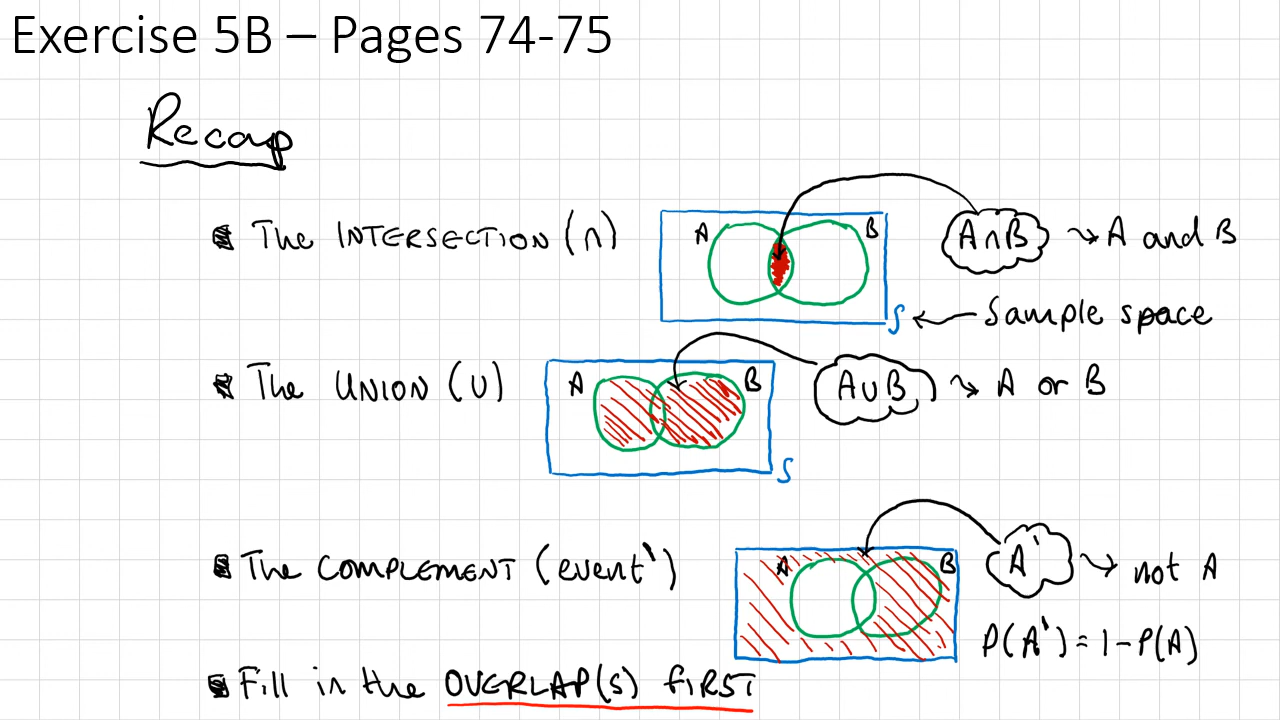 Exercise 5B – Pages 74-75
Recap
The INTERSECTION (∩)
A B
A∩B → A and B
S ← Sample space
The UNION (∪)
A B
A∪B → A or B
S
The COMPLEMENT (event')
A B
A' → not A
P(A') = 1 - P(A)
Fill in the OVERLAP(S) FIRST